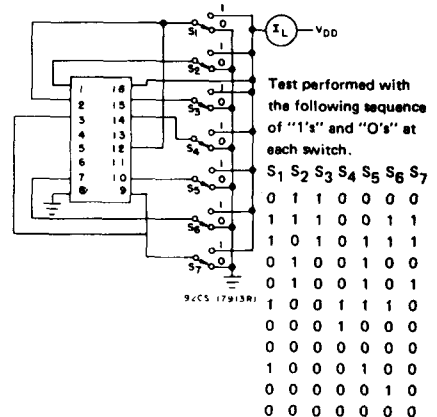 1
0
S1
1
0
S2
1
0
S3
1
0
S4
1
0
S5
1
0
S6
1
0
S7
IL VDD
1 16
2 15
3 14
4 13
5 12
6 11
7 10
8 9
92CS 17913R1
Test performed with
the following sequence
of "1's" and "0's" at
each switch.
S1 S2 S3 S4 S5 S6 S7
0 1 1 0 0 0 0
1 1 1 0 0 1 1
1 0 1 0 1 1 1
0 1 0 0 1 0 0
0 1 0 0 1 0 1
1 0 0 1 1 1 0
0 0 0 1 0 0 0
0 0 0 0 0 0 0
1 0 0 0 1 0 0
0 0 0 0 0 1 0
0 0 0 0 0 0 0